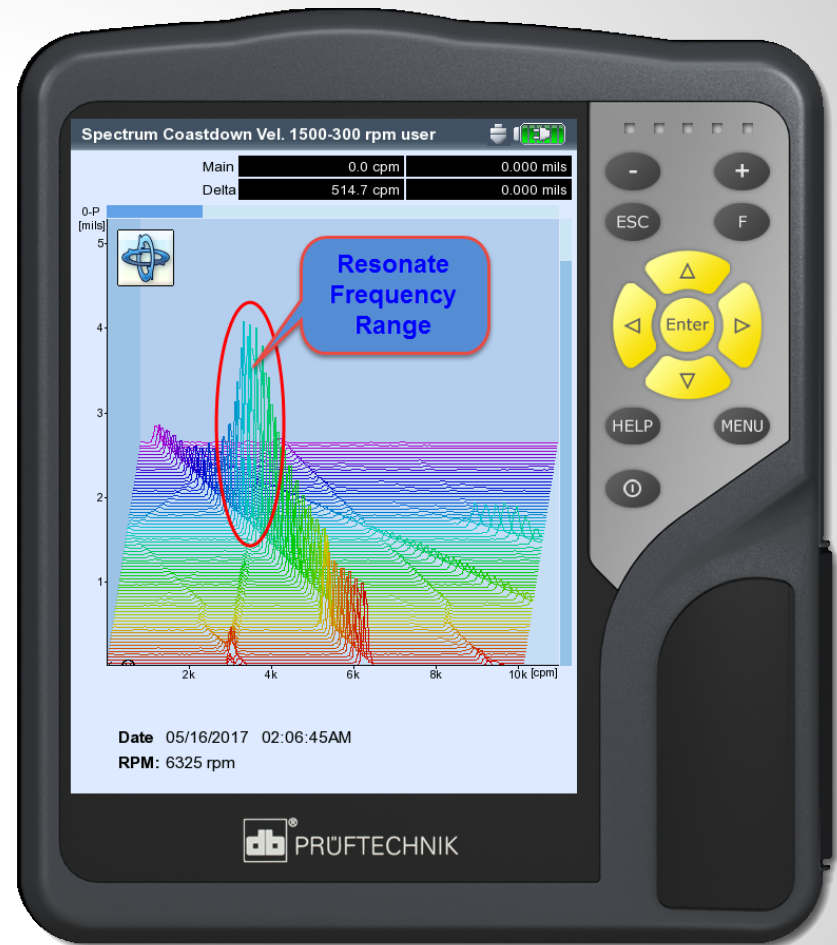 Spectrum Coastdown Vel. 1500-300 rpm user
Main 0.0 cpm 0.000 mils
Delta 514.7 cpm 0.000 mils
0-P
[mils]
5
4
3
2
1
2k 4k 6k 8k 10k [cpm]
Resonate
Frequency
Range
Date 05/16/2017 02:06:45AM
RPM: 6325 rpm
db® PRÜFTECHNIK
- +
ESC F
Enter
HELP MENU